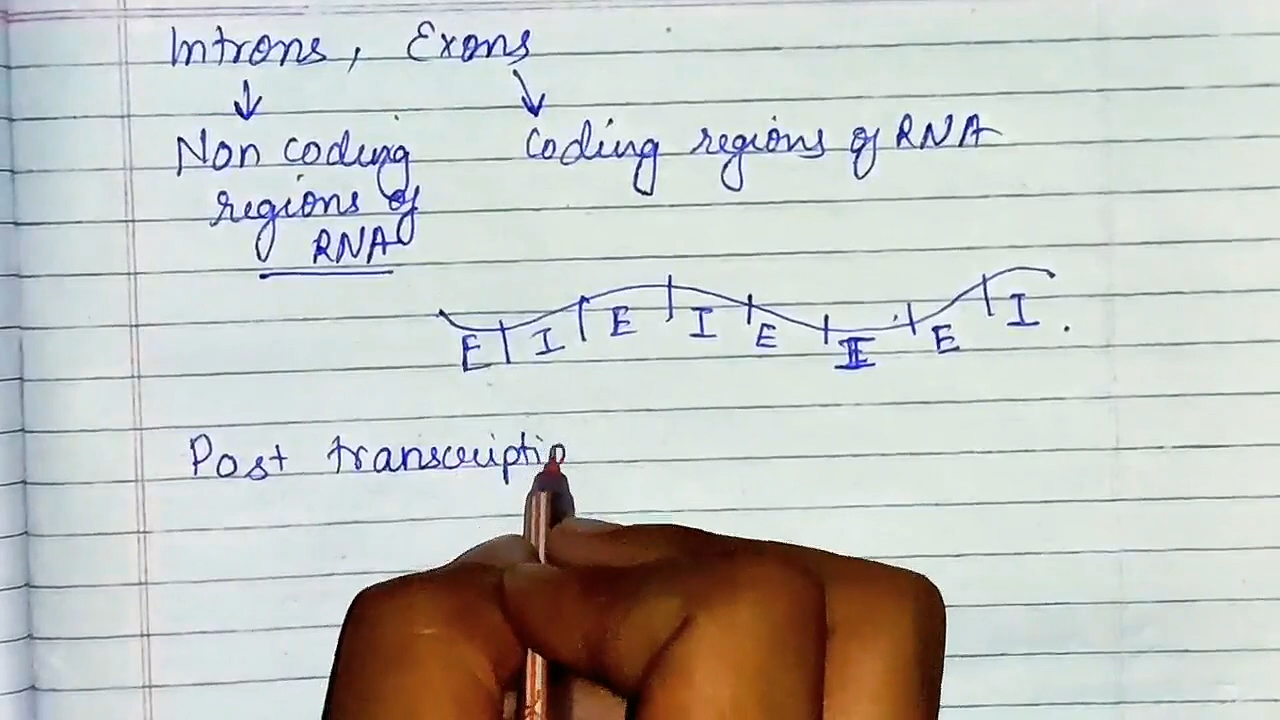 Introns, Exons
Non coding
regions of
RNA
Coding regions of RNA
E I E I E I E I .
Post transcriptio